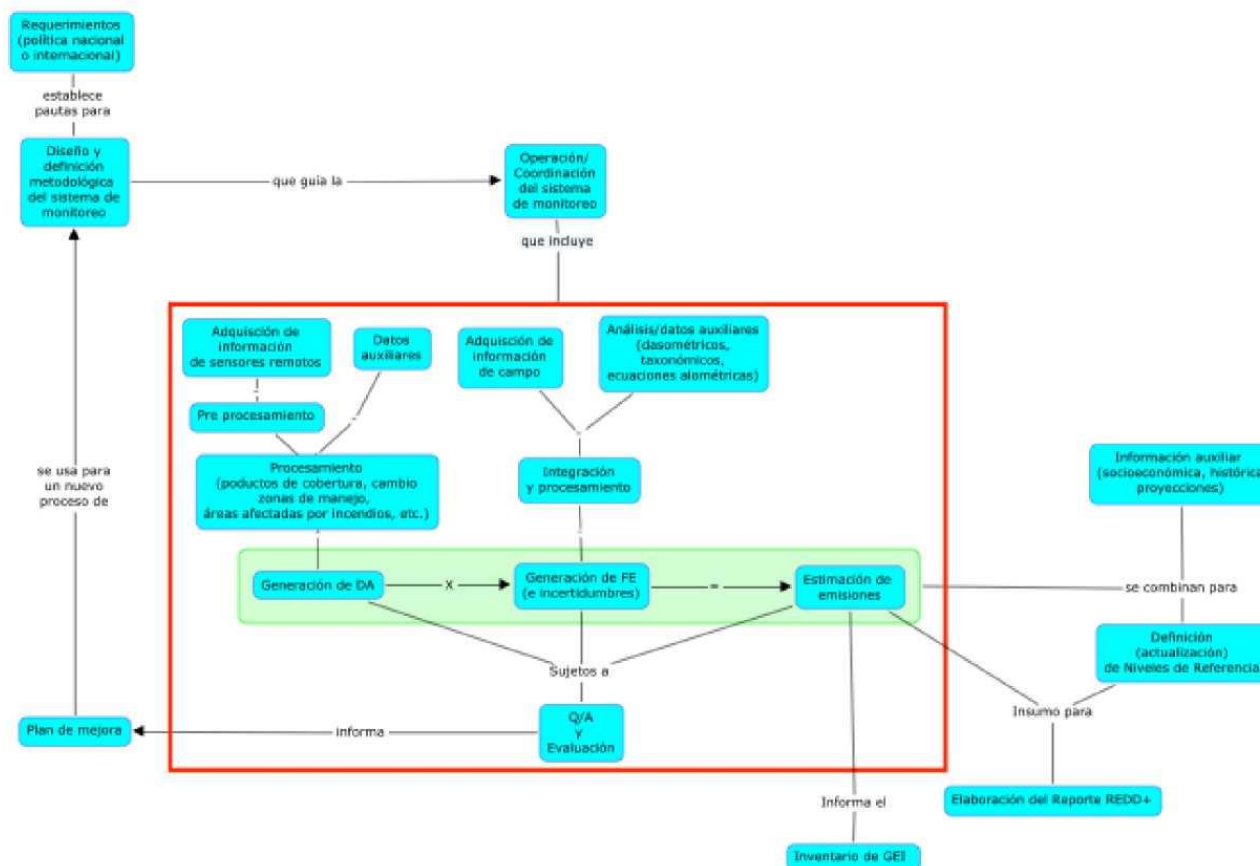 Requerimientos
(política nacional
o internacional)
establece
pautas para
Diseño y
definición
metodológica
del sistema de
monitoreo
que guía la
Operación/
Coordinación
del sistema
de monitoreo
que incluye
Adquisción de
información
de sensores remotos
Datos
auxiliares
Adquisción de
información
de campo
Análisis/datos auxiliares
(dasométricos,
taxonómicos,
ecuaciones alométricas)
Pre procesamiento
Procesamiento
(poductos de cobertura, cambio
zonas de manejo,
áreas afectadas por incendios, etc.)
Integración
y procesamiento
Información auxiliar
(socioeconómica, histórica
proyecciones)
se usa para
un nuevo
proceso de
Generación de DA
X
Generación de FE
(e incertidumbres)
=
Estimación de
emisiones
se combinan para
Definición
(actualización)
de Niveles de Referencia
Sujetos a
Insumo para
Plan de mejora
informa
Q/A
y
Evaluación
Elaboración del Reporte REDD+
Informa el
Inventario de GEI